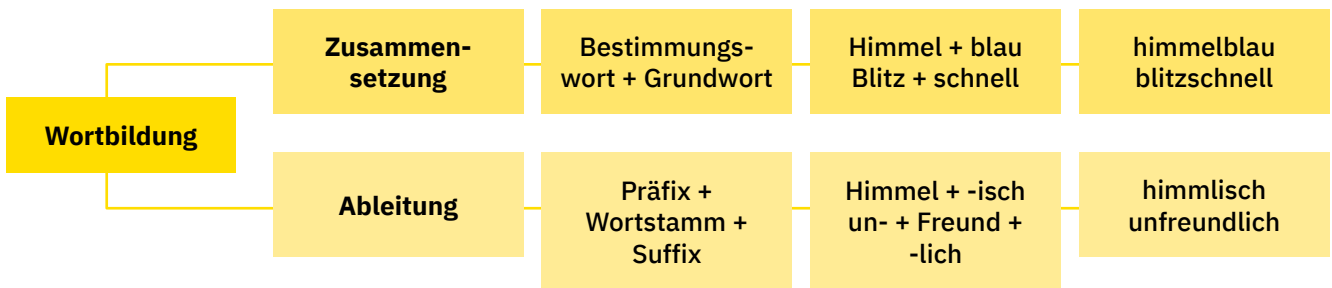 Wortbildung
Zusammen-
setzung
Bestimmungs-
wort + Grundwort
Himmel + blau
Blitz + schnell
himmelblau
blitzschnell
Ableitung
Präfix +
Wortstamm +
Suffix
Himmel + -isch
un- + Freund +
-lich
himmlisch
unfreundlich